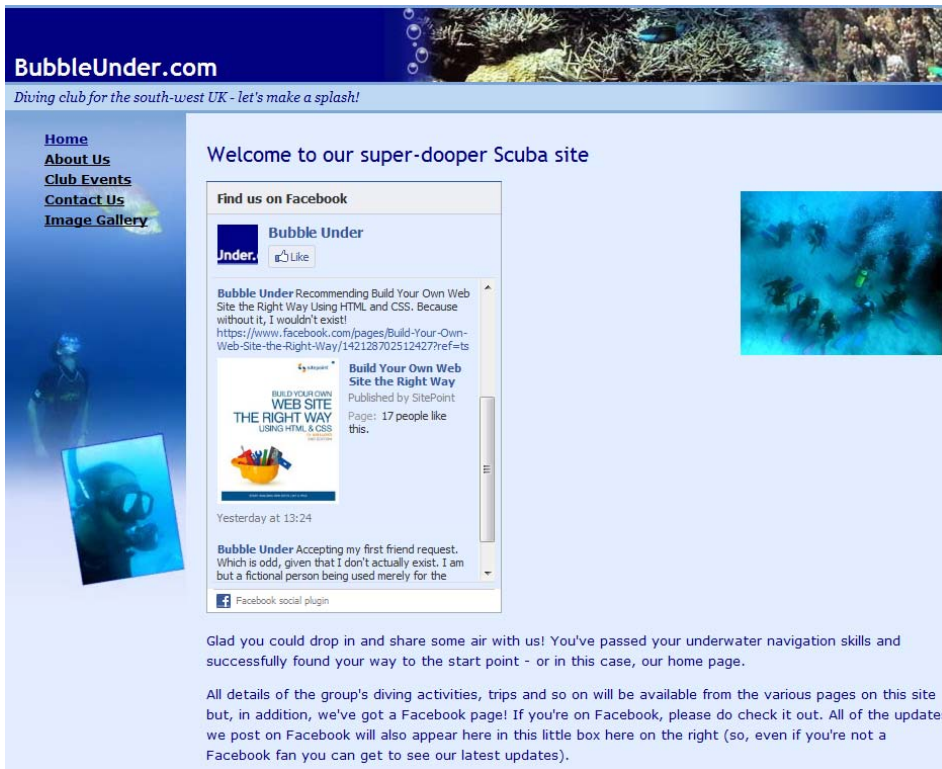 BubbleUnder.com
Diving club for the south-west UK - let's make a splash!
Home
About Us
Club Events
Contact Us
Image Gallery
Welcome to our super-dooper Scuba site
Find us on Facebook
Bubble Under
Under.
Like
Bubble Under Recommending Build Your Own Web
Site the Right Way Using HTML and CSS. Because
without it, I wouldn't exist!
https://www.facebook.com/pages/Build-Your-Own-
Web-Site-the-Right-Way/142128702512427?ref=ts
sitepoint
BUILD YOUR OWN
WEB SITE
THE RIGHT WAY
USING HTML & CSS
Build Your Own Web
Site the Right Way
Published by SitePoint
Page: 17 people like
this.
Yesterday at 13:24
Bubble Under Accepting my first friend request.
Which is odd, given that I don't actually exist. I am
but a fictional person being used merely for the
Facebook social plugin
Glad you could drop in and share some air with us! You've passed your underwater navigation skills and
successfully found your way to the start point - or in this case, our home page.
All details of the group's diving activities, trips and so on will be available from the various pages on this site
but, in addition, we've got a Facebook page! If you're on Facebook, please do check it out. All of the update
we post on Facebook will also appear here in this little box here on the right (so, even if you're not a
Facebook fan you can get to see our latest updates).